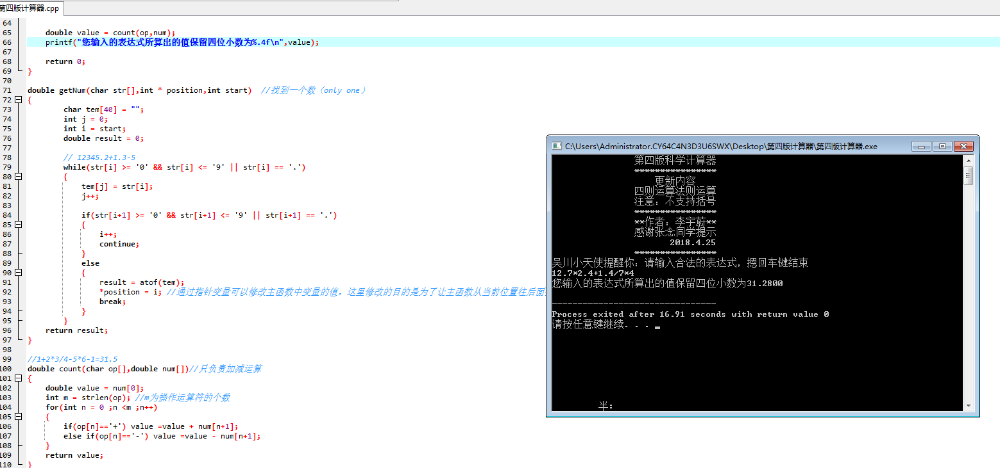 第四版计算器.cpp
64
65 double value = count(op,num);
66 printf("您输入的表达式所算出的值保留四位小数为%.4f\n",value);
67
68 return 0;
69 }
70
71 double getNum(char str[],int * position,int start) //找到一个数（only one）
72 {
73 char tem[40] = "";
74 int j = 0;
75 int i = start;
76 double result = 0;
77
78 // 12345.2+1.3-5
79 while(str[i] >= '0' && str[i] <= '9' || str[i] == '.')
80 {
81 tem[j] = str[i];
82 j++;
83
84 if(str[i+1] >= '0' && str[i+1] <= '9' || str[i+1] == '.')
85 {
86 i++;
87 continue;
88 }
89 else
90 {
91 result = atof(tem);
92 *position = i; //通过指针变量可以修改主函数中变量的值。这里修改的目的是为了让主函数从当前位置往后面
93 break;
94 }
95 }
96 return result;
97 }
98
99 //1+2*3/4-5*6-1=31.5
100 double count(char op[],double num[])//只负责加减运算
101 {
102 double value = num[0];
103 int m = strlen(op); //m为操作运算符的个数
104 for(int n = 0 ;n <m ;n++)
105 {
106 if(op[n]=='+') value =value + num[n+1];
107 else if(op[n]=='-') value =value - num[n+1];
108 }
109 return value;
110 }
C:\Users\Administrator.CY64C4N3D3U6SWX\Desktop\第四版计算器\第四版计算器.exe
第四版科学计算器
****************
更新内容
四则运算法则运算
注意：不支持括号
****************
**作者：李宇蔚**
感谢张念同学提示
2018.4.25
****************
吴川小天使提醒你：请输入合法的表达式，摁回车键结束
12.7*2.4+1.4/7*4
您输入的表达式所算出的值保留四位小数为31.2800
--------------------------------
Process exited after 16.91 seconds with return value 0
请按任意键继续. . .
半：